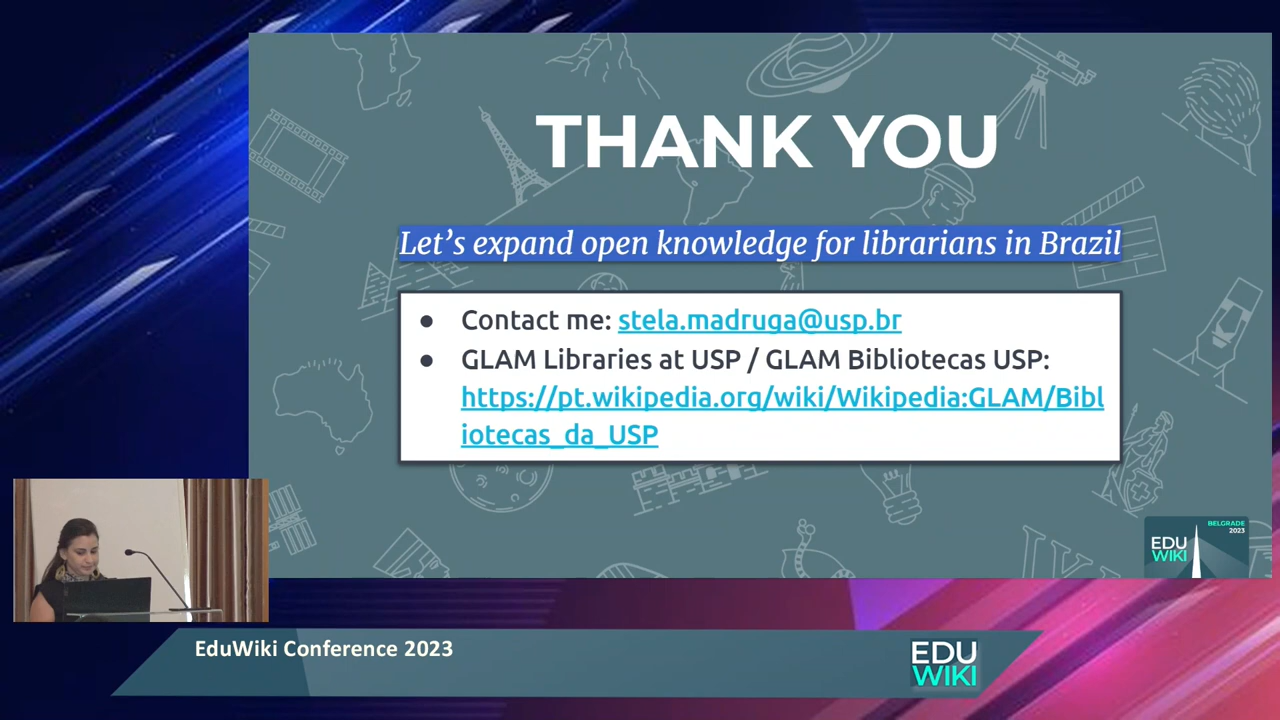 THANK YOU
Let's expand open knowledge for librarians in Brazil
● Contact me: stela.madruga@usp.br
● GLAM Libraries at USP / GLAM Bibliotecas USP:
https://pt.wikipedia.org/wiki/Wikipedia:GLAM/Bibl
iotecas_da_USP
BELGRADE
2023
EDU
WIKI
EduWiki Conference 2023
EDU
WIKI